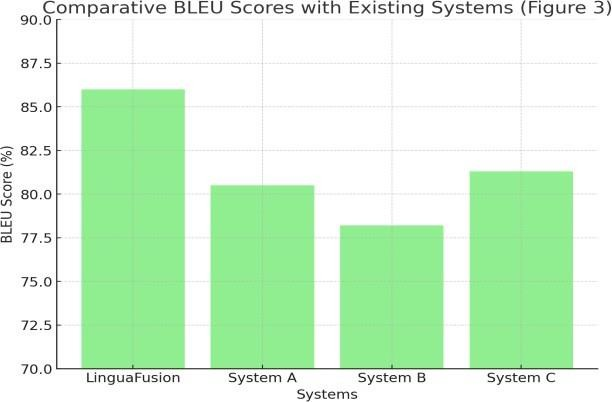 Comparative BLEU Scores with Existing Systems (Figure 3)
90.0
87.5
85.0
82.5
80.0
77.5
75.0
72.5
70.0
BLEU Score (%)
LinguaFusion System A System B System C
Systems